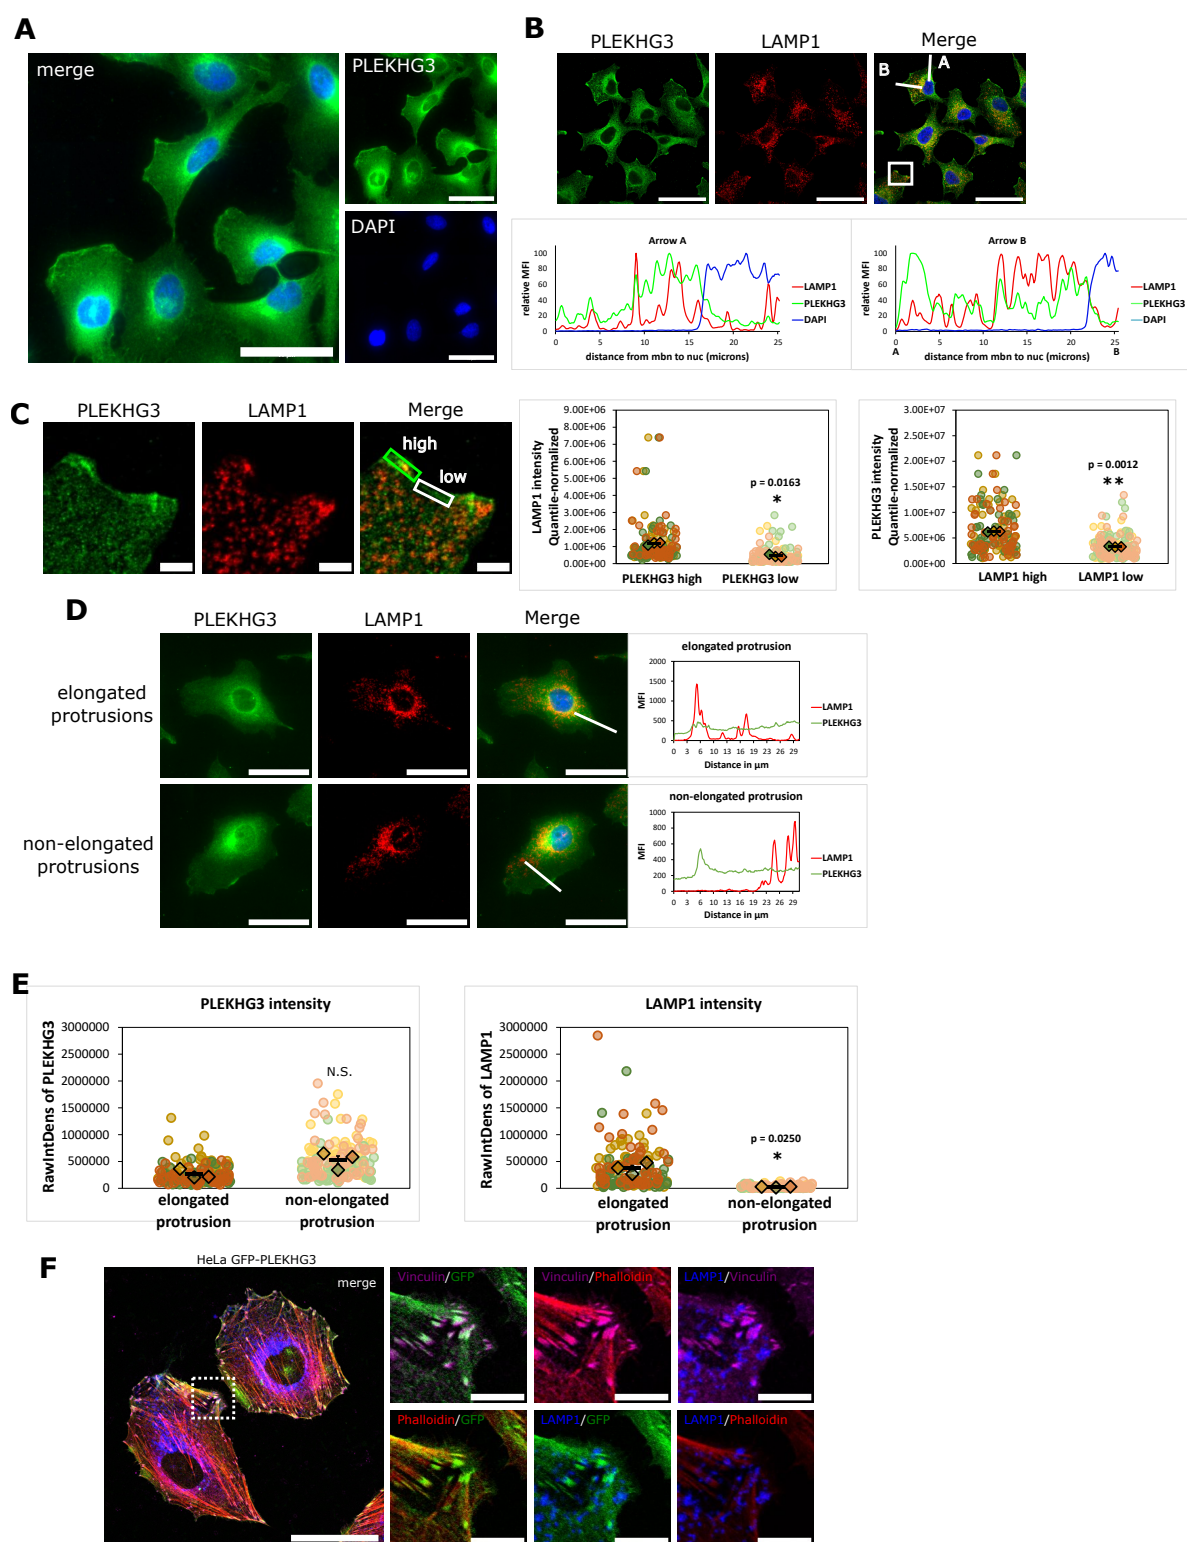 A
merge
PLEKHG3
DAPI
B
PLEKHG3
LAMP1
Merge
B
A
Arrow A
relative MFI
100
80
60
40
20
0
0
5
10
15
20
25
distance from mbn to nuc (microns)
LAMP1
PLEKHG3
DAPI
Arrow B
relative MFI
100
80
60
40
20
0
0
5
10
15
20
25
A
B
distance from mbn to nuc (microns)
LAMP1
PLEKHG3
DAPI
C
PLEKHG3
LAMP1
Merge
high
low
LAMP1 intensity
Quantile-normalized
9.00E+06
8.00E+06
7.00E+06
6.00E+06
5.00E+06
4.00E+06
3.00E+06
2.00E+06
1.00E+06
0.00E+00
p = 0.0163
*
PLEKHG3 high
PLEKHG3 low
PLEKHG3 intensity
Quantile-normalized
3.00E+07
2.50E+07
2.00E+07
1.50E+07
1.00E+07
5.00E+06
0.00E+00
p = 0.0012
**
LAMP1 high
LAMP1 low
D
PLEKHG3
LAMP1
Merge
elongated
protrusions
elongated protrusion
MFI
2000
1500
1000
500
0
0
3
6
10
13
16
19
23
26
29
Distance in µm
LAMP1
PLEKHG3
non-elongated
protrusions
non-elongated protrusion
MFI
1000
800
600
400
200
0
0
3
6
10
13
16
19
23
26
29
Distance in µm
LAMP1
PLEKHG3
E
PLEKHG3 intensity
RawIntDens of PLEKHG3
3000000
2500000
2000000
1500000
1000000
500000
0
N.S.
elongated
protrusion
non-elongated
protrusion
LAMP1 intensity
RawIntDens of LAMP1
3000000
2500000
2000000
1500000
1000000
500000
0
p = 0.0250
*
elongated
protrusion
non-elongated
protrusion
F
HeLa GFP-PLEKHG3
merge
Vinculin/GFP
Vinculin/Phalloidin
LAMP1/Vinculin
Phalloidin/GFP
LAMP1/GFP
LAMP1/Phalloidin